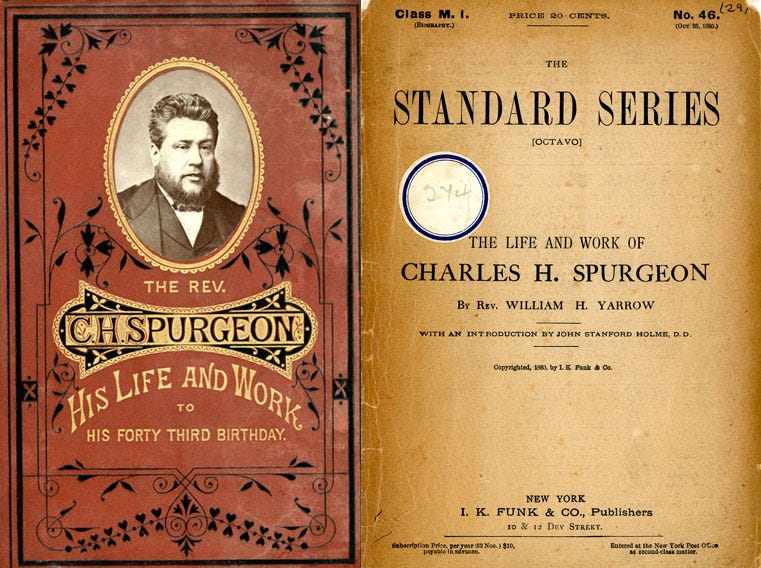 THE REV.
C.H. SPURGEON
HIS LIFE AND WORK
TO
HIS FORTY THIRD BIRTHDAY.
Class M. I.
(BIOGRAPHY.)
PRICE 20 CENTS.
No. 46.
(OCT 26, 1880.)
(29)
THE
STANDARD SERIES
[OCTAVO]
274
THE LIFE AND WORK OF
CHARLES H. SPURGEON
BY REV. WILLIAM H. YARROW
WITH AN INTRODUCTION BY JOHN STANFORD HOLME, D. D.
Copyrighted, 1880, by I. K. Funk & Co.
NEW YORK
I. K. FUNK & CO., Publishers
10 & 12 DEY STREET.
Subscription Price, per year (52 Nos.) $10,
payable in advance.
Entered at the New York Post Office
as second-class matter.